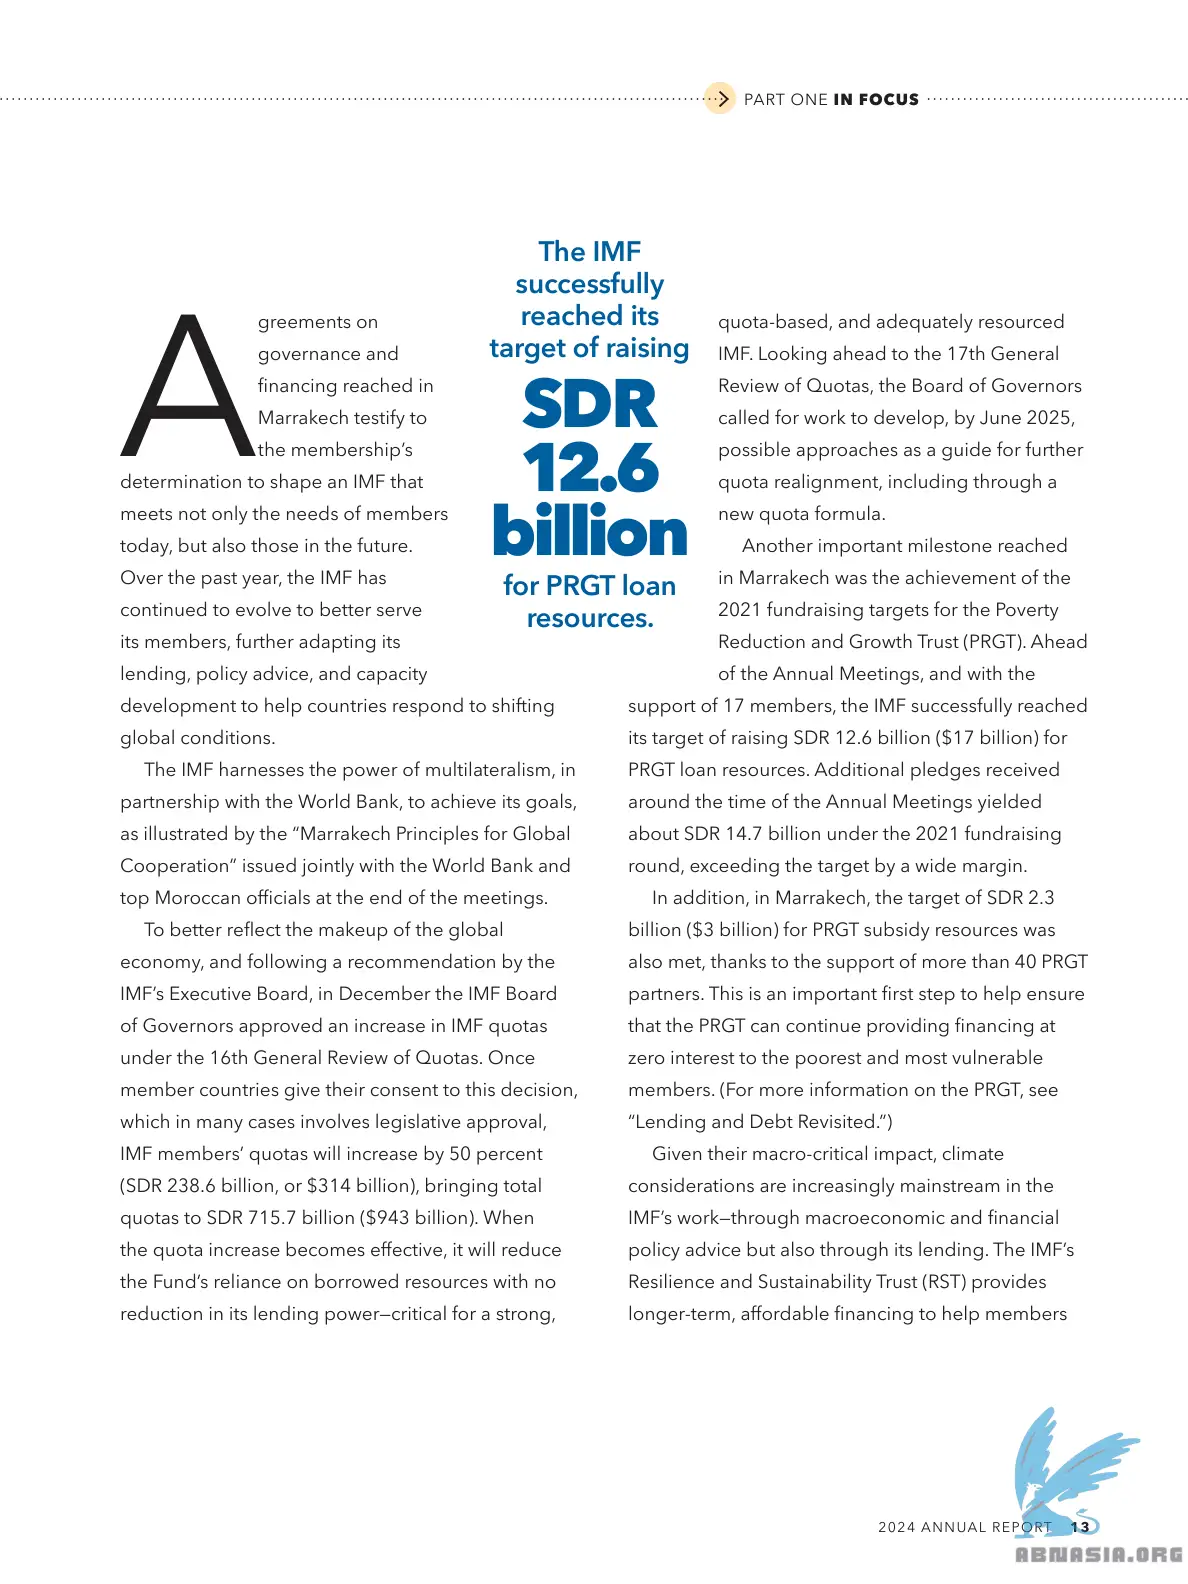 PART ONE IN FOCUS
The IMF
successfully
reached its
target of raising
SDR
12.6
billion
for PRGT loan
resources.
Agreements on
governance and
financing reached in
Marrakech testify to
the membership's
determination to shape an IMF that
meets not only the needs of members
today, but also those in the future.
Over the past year, the IMF has
continued to evolve to better serve
its members, further adapting its
lending, policy advice, and capacity
development to help countries respond to shifting
global conditions.
The IMF harnesses the power of multilateralism, in
partnership with the World Bank, to achieve its goals,
as illustrated by the “Marrakech Principles for Global
Cooperation” issued jointly with the World Bank and
top Moroccan officials at the end of the meetings.
To better reflect the makeup of the global
economy, and following a recommendation by the
IMF's Executive Board, in December the IMF Board
of Governors approved an increase in IMF quotas
under the 16th General Review of Quotas. Once
member countries give their consent to this decision,
which in many cases involves legislative approval,
IMF members' quotas will increase by 50 percent
(SDR 238.6 billion, or $314 billion), bringing total
quotas to SDR 715.7 billion ($943 billion). When
the quota increase becomes effective, it will reduce
the Fund's reliance on borrowed resources with no
reduction in its lending power—critical for a strong,
quota-based, and adequately resourced
IMF. Looking ahead to the 17th General
Review of Quotas, the Board of Governors
called for work to develop, by June 2025,
possible approaches as a guide for further
quota realignment, including through a
new quota formula.
Another important milestone reached
in Marrakech was the achievement of the
2021 fundraising targets for the Poverty
Reduction and Growth Trust (PRGT). Ahead
of the Annual Meetings, and with the
support of 17 members, the IMF successfully reached
its target of raising SDR 12.6 billion ($17 billion) for
PRGT loan resources. Additional pledges received
around the time of the Annual Meetings yielded
about SDR 14.7 billion under the 2021 fundraising
round, exceeding the target by a wide margin.
In addition, in Marrakech, the target of SDR 2.3
billion ($3 billion) for PRGT subsidy resources was
also met, thanks to the support of more than 40 PRGT
partners. This is an important first step to help ensure
that the PRGT can continue providing financing at
zero interest to the poorest and most vulnerable
members. (For more information on the PRGT, see
“Lending and Debt Revisited.”)
Given their macro-critical impact, climate
considerations are increasingly mainstream in the
IMF's work—through macroeconomic and financial
policy advice but also through its lending. The IMF's
Resilience and Sustainability Trust (RST) provides
longer-term, affordable financing to help members
2024 ANNUAL REPORT 13
ABNASIA.ORG